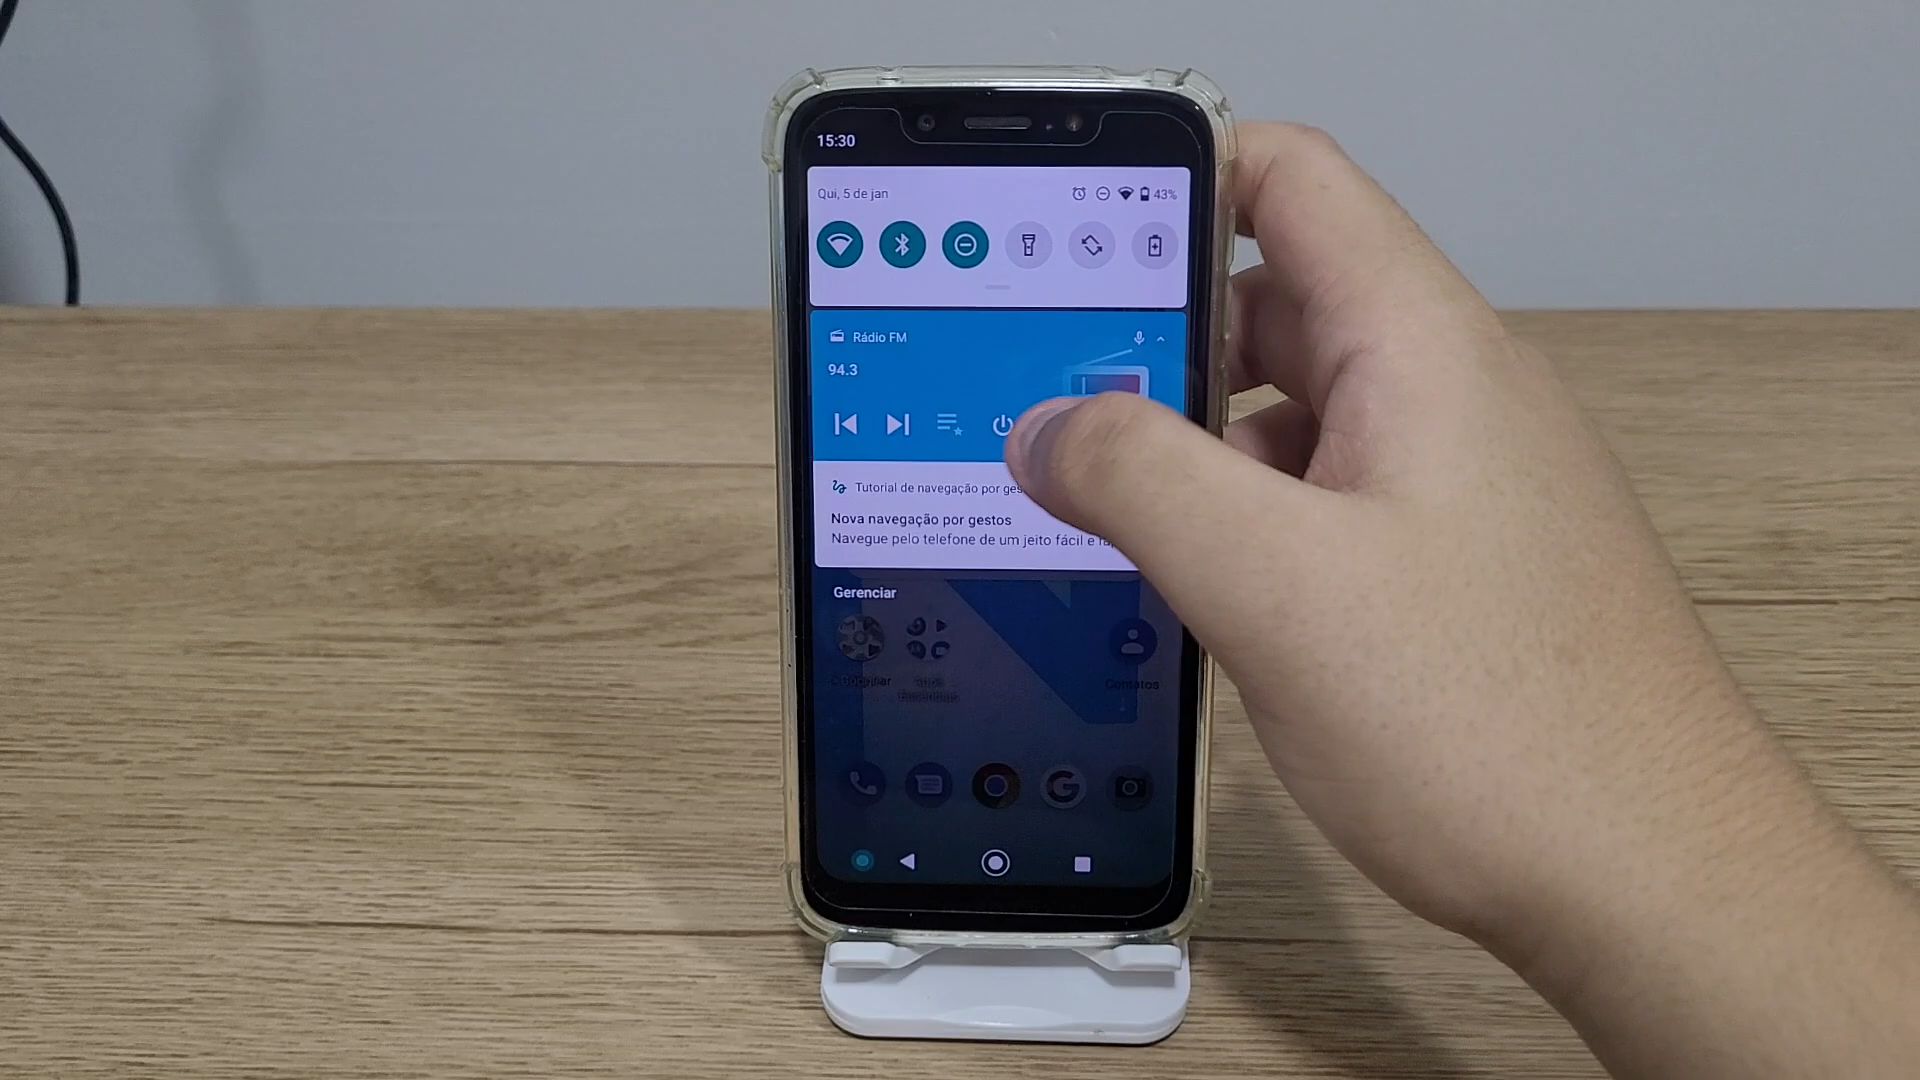 15:30
Qui, 5 de jan
43%
Rádio FM
94.3
Tutorial de navegação por ges
Nova navegação por gestos
Navegue pelo telefone de um jeito fácil e
Gerenciar
Contatos